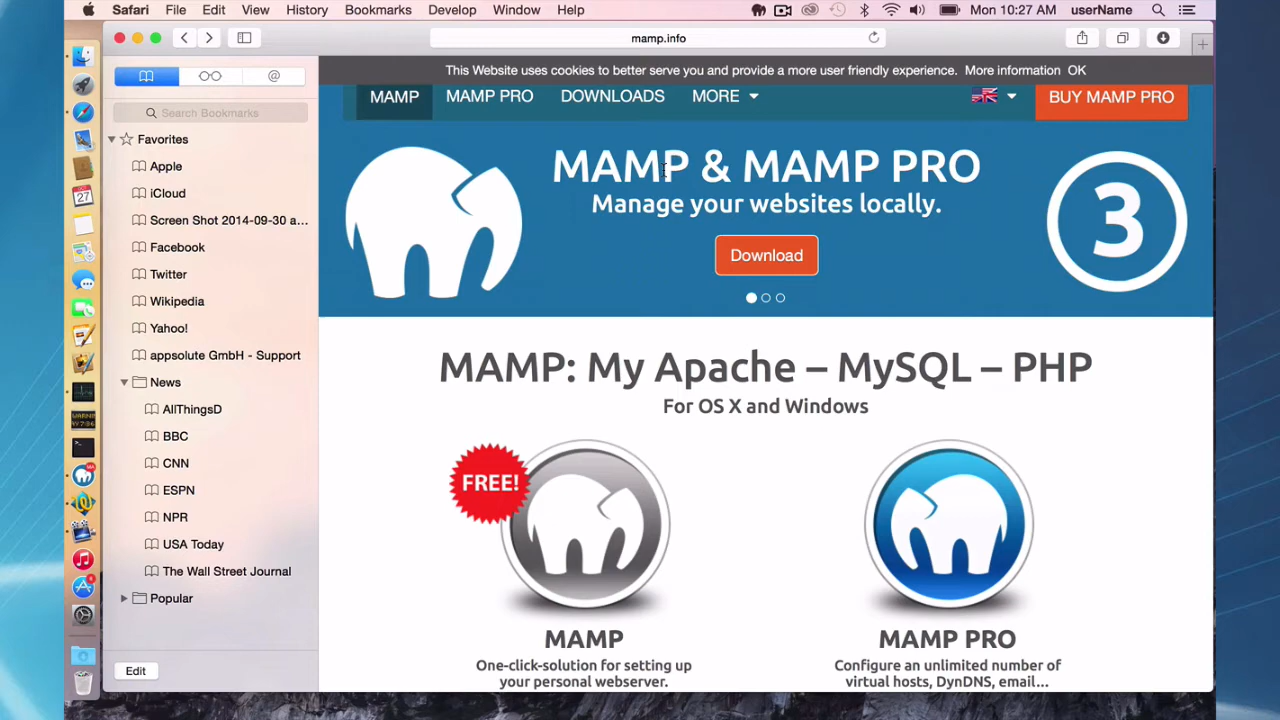 Safari File Edit View History Bookmarks Develop Window Help Mon 10:27 AM userName
mamp.info
This Website uses cookies to better serve you and provide a more user friendly experience. More information OK
MAMP MAMP PRO DOWNLOADS MORE BUY MAMP PRO
@
Search Bookmarks
Favorites
Apple
iCloud
Screen Shot 2014-09-30 a...
Facebook
Twitter
Wikipedia
Yahoo!
appsolute GmbH - Support
News
AllThingsD
BBC
CNN
ESPN
NPR
USA Today
The Wall Street Journal
Popular
Edit
OCT
27
MAMP & MAMP PRO
Manage your websites locally.
Download
3
MAMP: My Apache – MySQL – PHP
For OS X and Windows
FREE!
MAMP
One-click-solution for setting up
your personal webserver.
MAMP PRO
Configure an unlimited number of
virtual hosts, DynDNS, email...